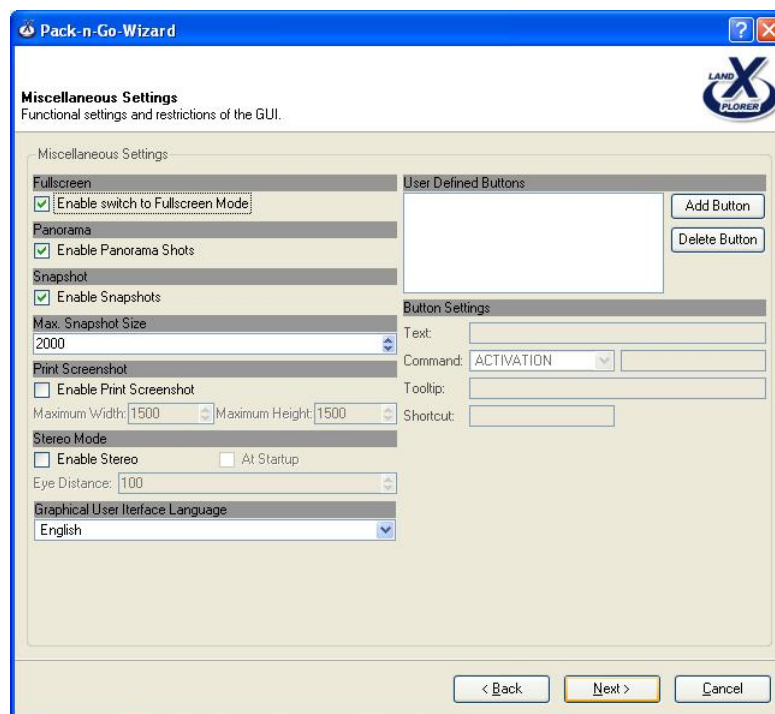 Pack-n-Go-Wizard
LAND X PLORER
Miscellaneous Settings
Functional settings and restrictions of the GUI.
Miscellaneous Settings
Fullscreen
Enable switch to Fullscreen Mode
Panorama
Enable Panorama Shots
Snapshot
Enable Snapshots
Max. Snapshot Size
2000
Print Screenshot
Enable Print Screenshot
Maximum Width: 1500 Maximum Height: 1500
Stereo Mode
Enable Stereo At Startup
Eye Distance: 100
Graphical User Iterface Language
English
User Defined Buttons
Add Button
Delete Button
Button Settings
Text:
Command: ACTIVATION
Tooltip:
Shortcut:
< Back Next > Cancel